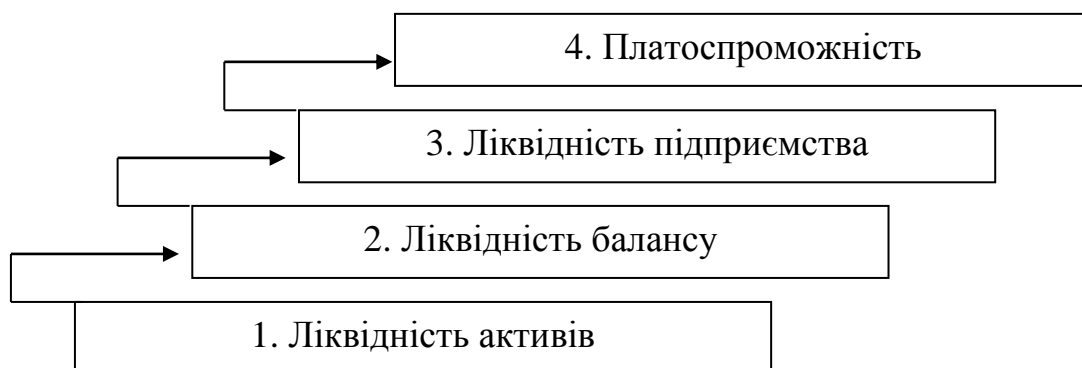 4. Платоспроможність
3. Ліквідність підприємства
2. Ліквідність балансу
1. Ліквідність активів